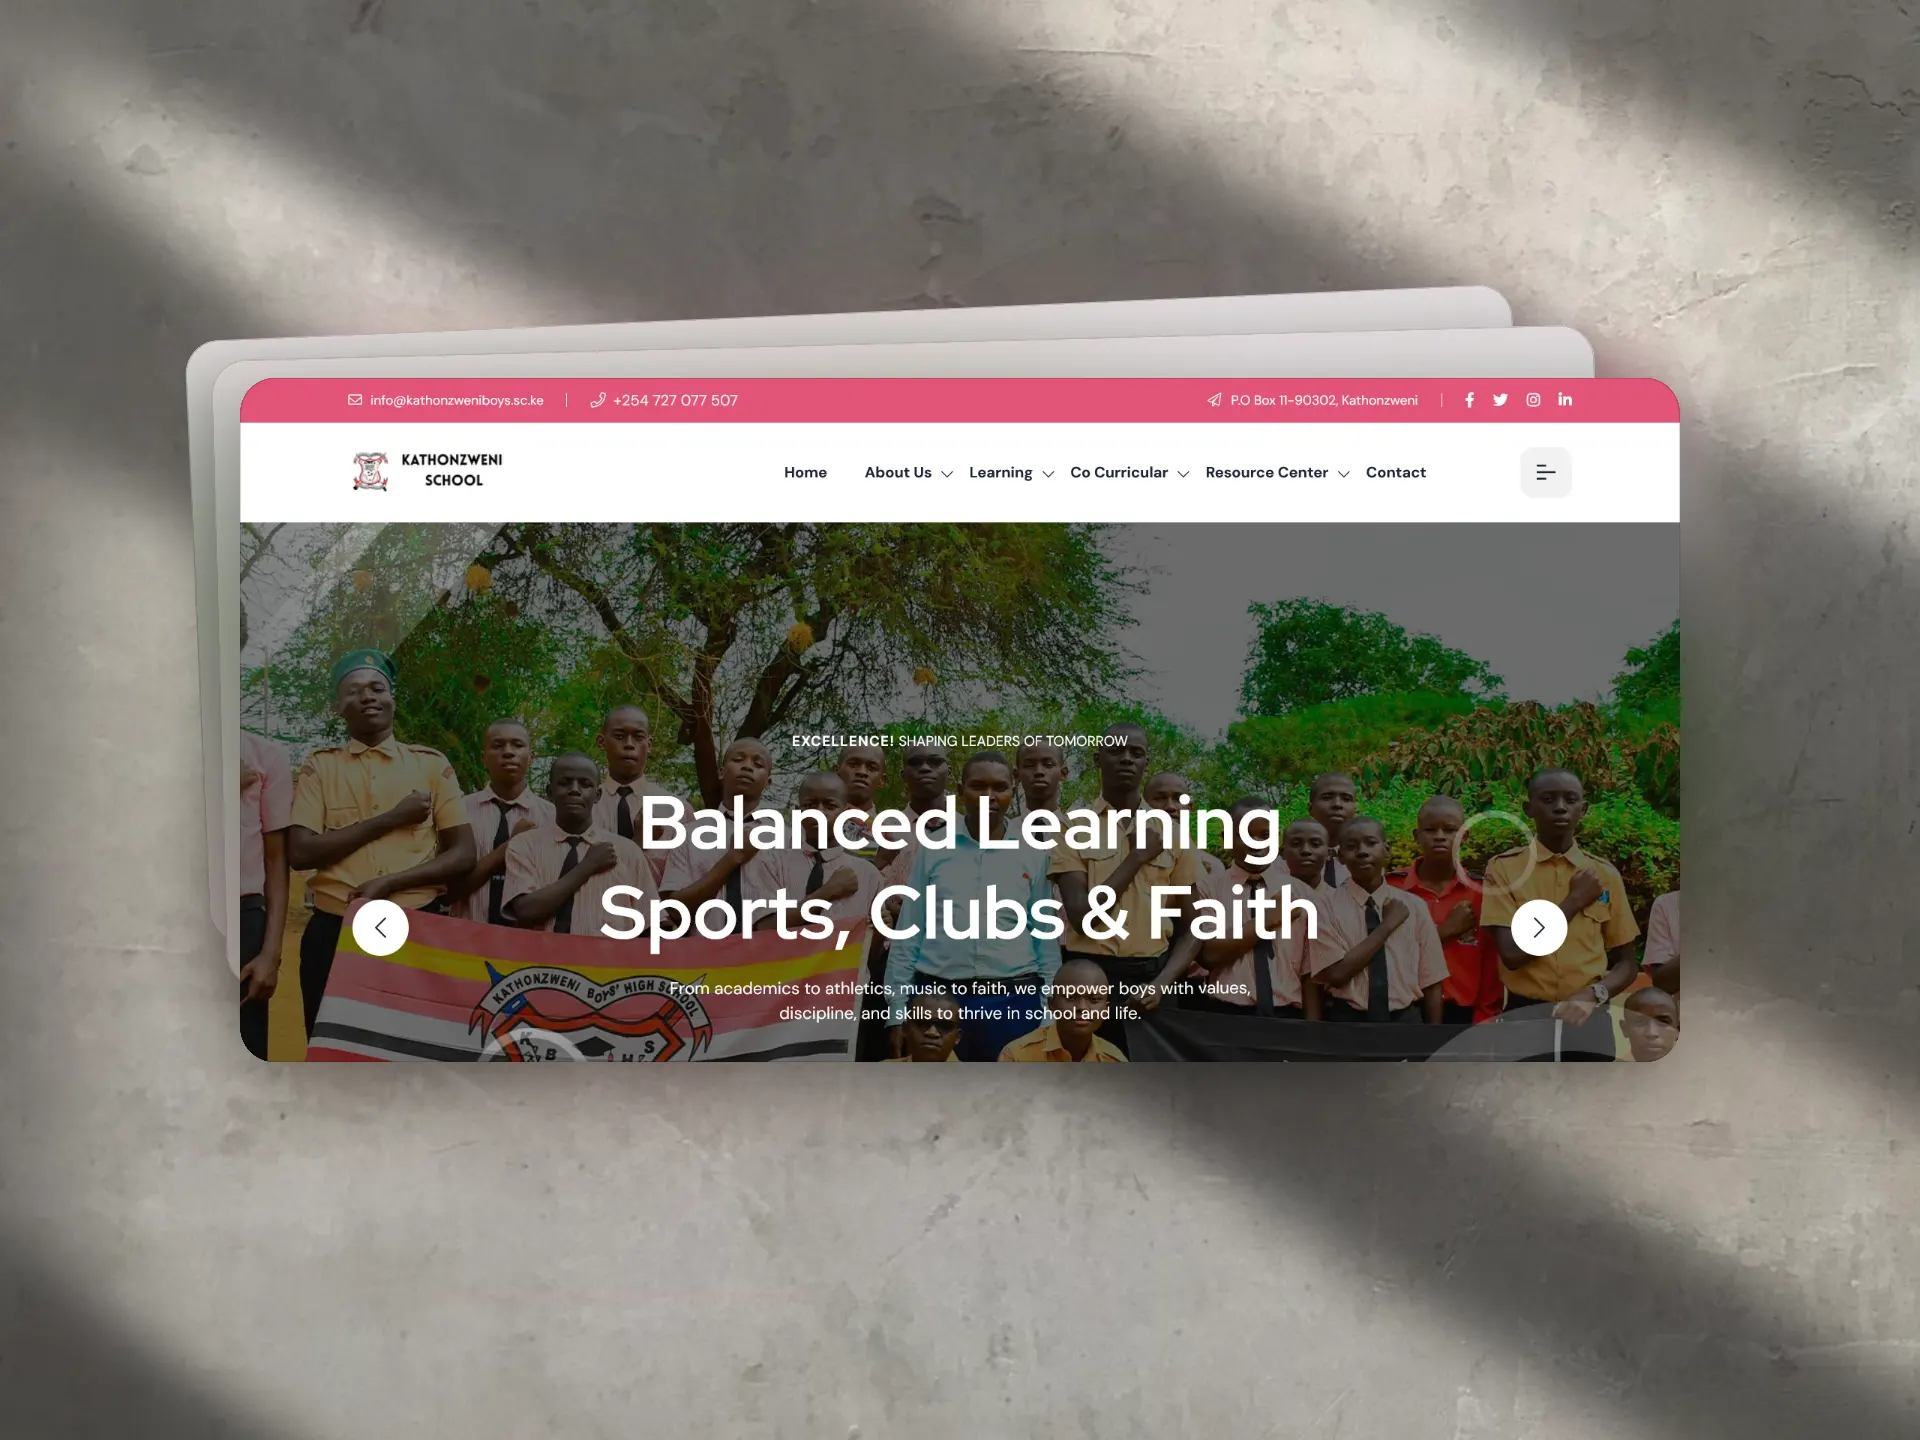 info@kathonzweniboys.sc.ke
+254 727 077 507
P.O Box 11-90302, Kathonzweni
KATHONZWENI
SCHOOL
Home
About Us
Learning
Co Curricular
Resource Center
Contact
EXCELLENCE! SHAPING LEADERS OF TOMORROW
Balanced Learning
Sports, Clubs & Faith
From academics to athletics, music to faith, we empower boys with values,
discipline, and skills to thrive in school and life.
KATHONZWENI BOYS' HIGH SCHOOL
K B H S